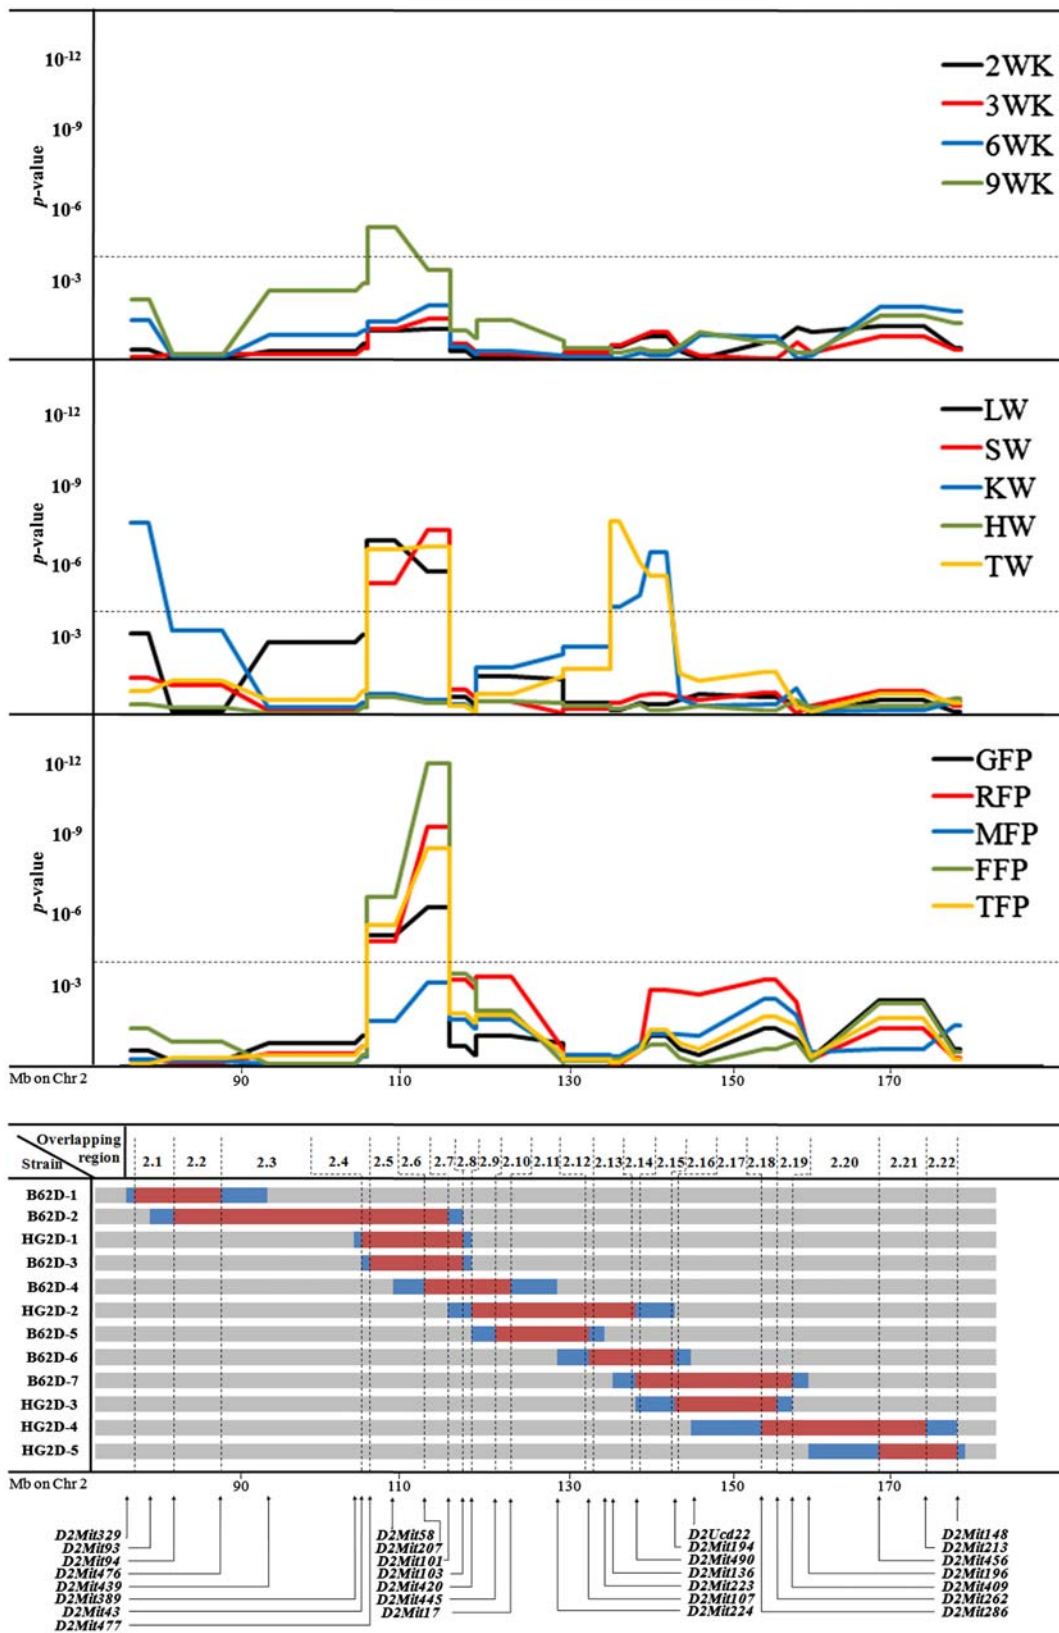 10-12
10-9
10-6
10-3
p-value
2WK
3WK
6WK
9WK
10-12
10-9
10-6
10-3
p-value
LW
SW
KW
HW
TW
10-12
10-9
10-6
10-3
p-value
GFP
RFP
MFP
FFP
TFP
Mb on Chr 2 90 110 130 150 170
Overlapping region
Strain
2.1 2.2 2.3 2.4 2.5 2.6 2.7 2.8 2.9 2.10 2.11 2.12 2.13 2.14 2.15 2.16 2.17 2.18 2.19 2.20 2.21 2.22
B62D-1
B62D-2
HG2D-1
B62D-3
B62D-4
HG2D-2
B62D-5
B62D-6
B62D-7
HG2D-3
HG2D-4
HG2D-5
Mb on Chr 2 90 110 130 150 170
D2Mit329
D2Mit93
D2Mit94
D2Mit476
D2Mit439
D2Mit389
D2Mit43
D2Mit477
D2Mit58
D2Mit207
D2Mit101
D2Mit103
D2Mit420
D2Mit445
D2Mit17
D2Ucd22
D2Mit194
D2Mit490
D2Mit136
D2Mit223
D2Mit107
D2Mit224
D2Mit148
D2Mit213
D2Mit456
D2Mit196
D2Mit409
D2Mit262
D2Mit286